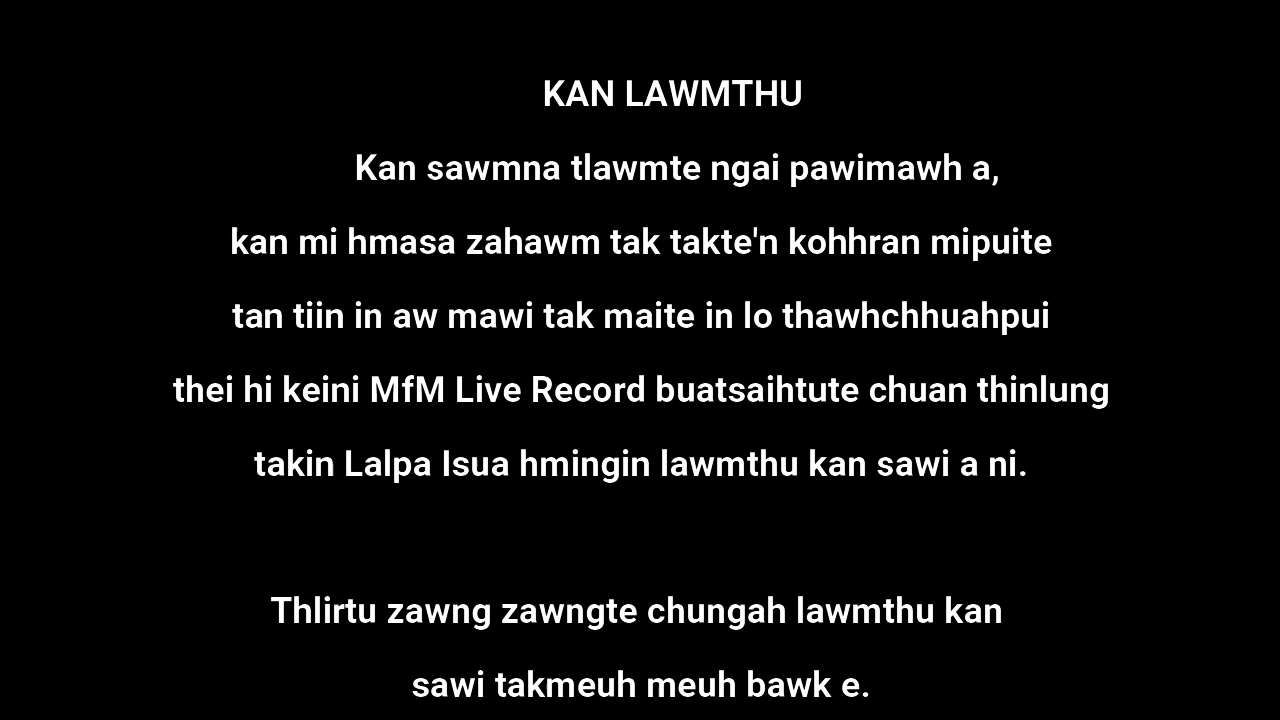 KAN LAWMTHU
Kan sawmna tlawmte ngai pawimawh a,
kan mi hmasa zahawm tak takte'n kohhran mipuite
tan tiin in aw mawi tak maite in lo thawhchhuahpui
thei hi keini MfM Live Record buatsaihtute chuan thinlung
takin Lalpa Isua hmingin lawmthu kan sawi a ni.
Thlirtu zawng zawngte chungah lawmthu kan
sawi takmeuh meuh bawk e.